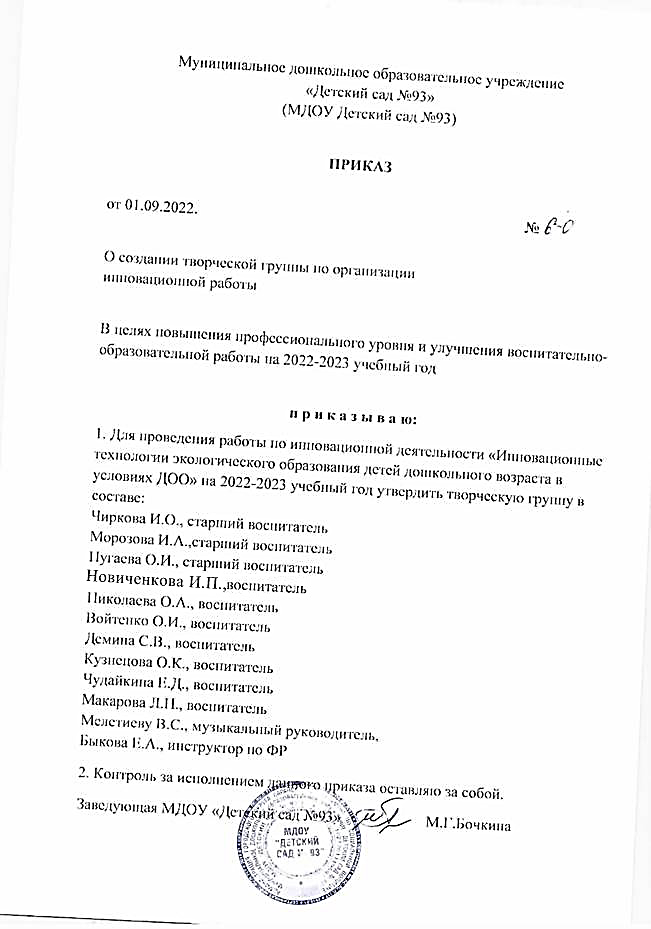 Муниципальное дошкольное образовательное учреждение
«Детский сад №93»
(МДОУ Детский сад №93)
ПРИКАЗ
от 01.09.2022.
№
О создании творческой группы по организации
инновационной работы
В целях повышения профессионального уровня и улучшения воспитательно-
образовательной работы на 2022-2023 учебный год
п р и к а з ы в а ю:
1. Для проведения работы по инновационной деятельности «Инновационные
технологии экологического образования детей дошкольного возраста в
условиях ДОО» на 2022-2023 учебный год утвердить творческую группу в
составе:
Чиркова И.О., старший воспитатель
Морозова И.А.,старший воспитатель
Пугаева О.И., старший воспитатель
Новиченкова И.П.,воспитатель
Николаева О.А., воспитатель
Войтенко О.И., воспитатель
Демина С.В., воспитатель
Кузнецова О.К., воспитатель
Чудайкина Е.Д., воспитатель
Макарова Л.П., воспитатель
Мелетиеву В.С., музыкальный руководитель,
Быкова Е.А., инструктор по ФР
2. Контроль за исполнением данного приказа оставляю за собой.
Заведующая МДОУ «Детский сад №93» М.Г.Бочкина
МДОУ
"ДЕТСКИЙ
САД № 93"